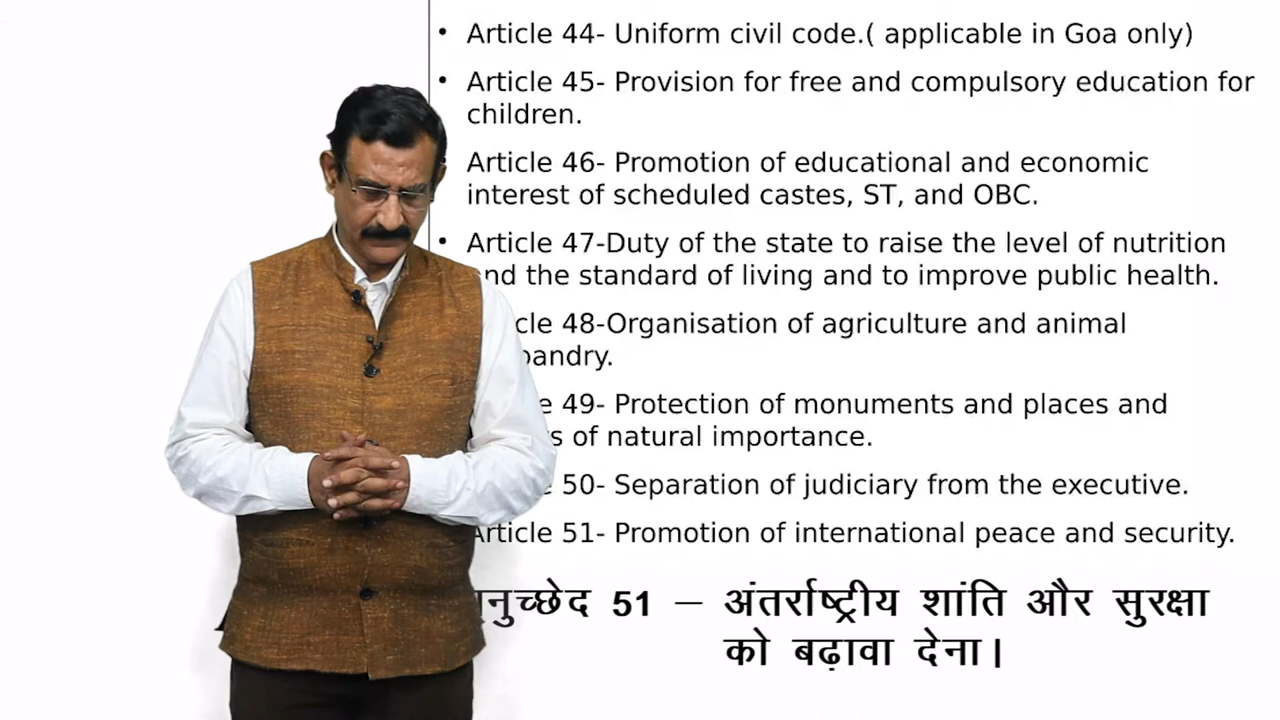 Article 44- Uniform civil code.( applicable in Goa only)
Article 45- Provision for free and compulsory education for
children.
Article 46- Promotion of educational and economic
interest of scheduled castes, ST, and OBC.
Article 47-Duty of the state to raise the level of nutrition
and the standard of living and to improve public health.
48-Organisation of agriculture and animal
49- Protection of monuments and places and
of natural importance.
50- Separation of judiciary from the executive.
Article 51- Promotion of international peace and security.
अनुच्छेद 51 – अंतर्राष्ट्रीय शांति और सुरक्षा
को बढ़ावा देना।